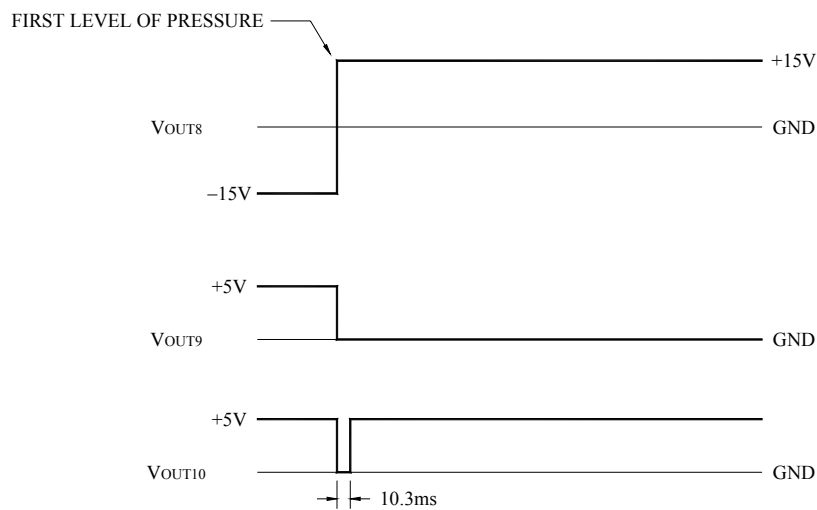 FIRST LEVEL OF PRESSURE
+15V
VOUT8
GND
−15V
+5V
VOUT9
GND
+5V
VOUT10
GND
10.3ms